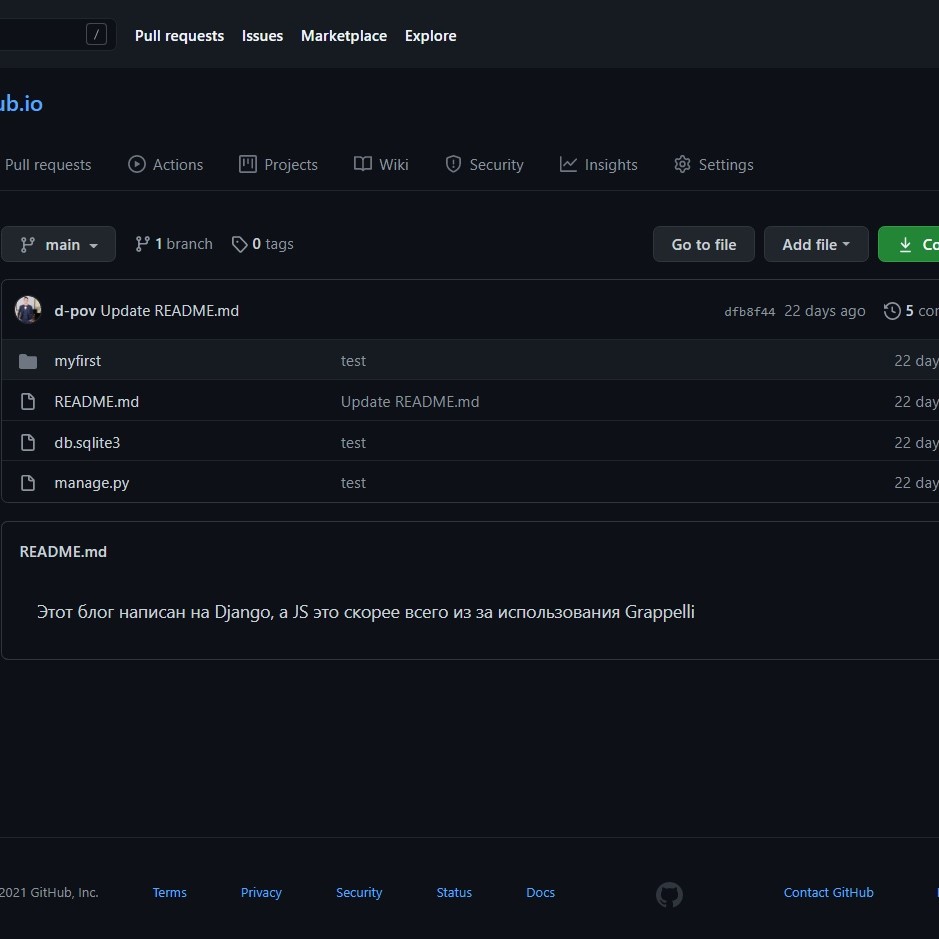 / Pull requests Issues Marketplace Explore
ub.io
Pull requests Actions Projects Wiki Security Insights Settings
main 1 branch 0 tags Go to file Add file Co
d-pov Update README.md dfb8f44 22 days ago 5 con
myfirst test 22 day
README.md Update README.md 22 day
db.sqlite3 test 22 day
manage.py test 22 day
README.md
Этот блог написан на Django, а JS это скорее всего из за использования Grappelli
2021 GitHub, Inc. Terms Privacy Security Status Docs Contact GitHub